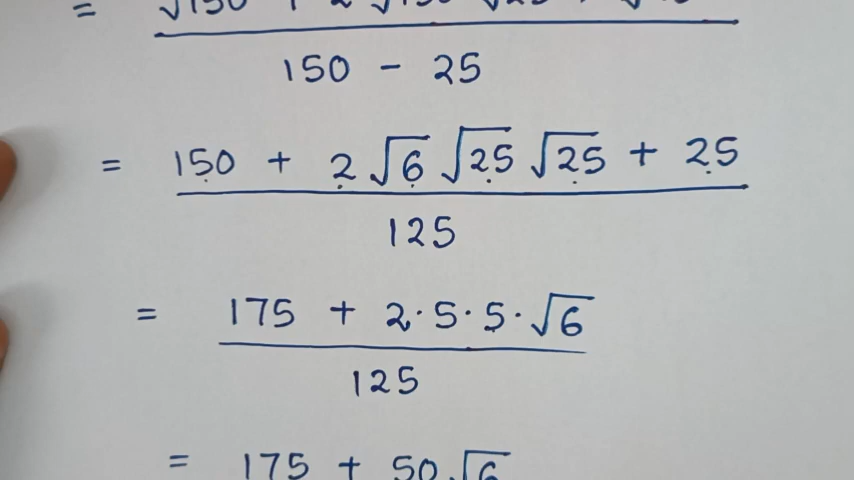 =
150 - 25
= 150 + 2 √6 √25 √25 + 25
125
= 175 + 2·5·5·√6
125
= 175 + 50√6